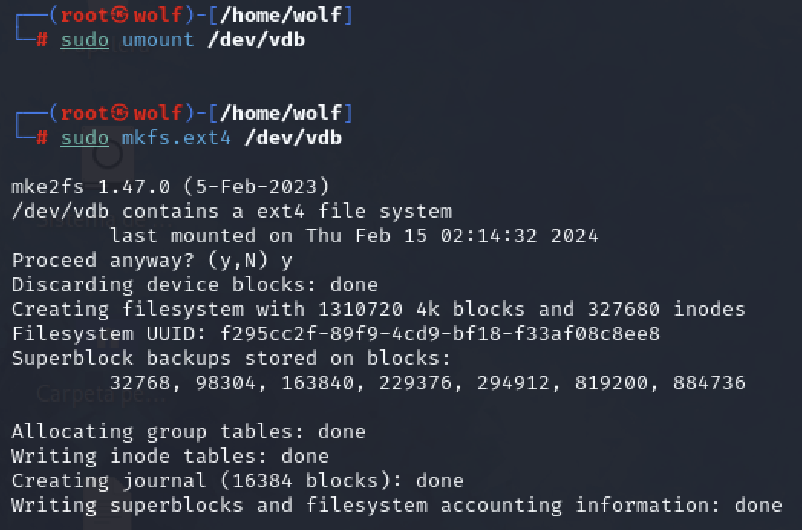 ┌──(root㉿wolf)-[/home/wolf]
└─# sudo umount /dev/vdb
┌──(root㉿wolf)-[/home/wolf]
└─# sudo mkfs.ext4 /dev/vdb
mke2fs 1.47.0 (5-Feb-2023)
/dev/vdb contains a ext4 file system
last mounted on Thu Feb 15 02:14:32 2024
Proceed anyway? (y,N) y
Discarding device blocks: done
Creating filesystem with 1310720 4k blocks and 327680 inodes
Filesystem UUID: f295cc2f-89f9-4cd9-bf18-f33af08c8ee8
Superblock backups stored on blocks:
32768, 98304, 163840, 229376, 294912, 819200, 884736
Carpeta pe...
Allocating group tables: done
Writing inode tables: done
Creating journal (16384 blocks): done
Writing superblocks and filesystem accounting information: done